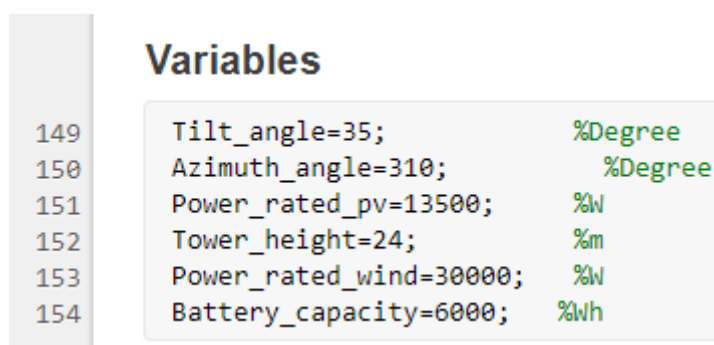 Variables
149 Tilt_angle=35; %Degree
150 Azimuth_angle=310; %Degree
151 Power_rated_pv=13500; %W
152 Tower_height=24; %m
153 Power_rated_wind=30000; %W
154 Battery_capacity=6000; %Wh